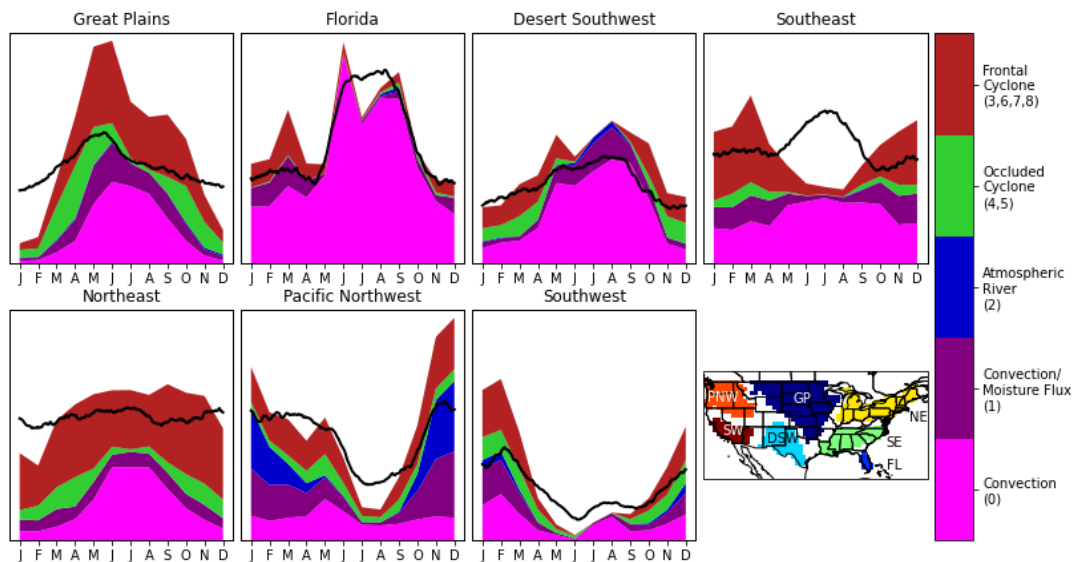 Great Plains
Florida
Desert Southwest
Southeast
J F M A M J J A S O N D
J F M A M J J A S O N D
J F M A M J J A S O N D
J F M A M J J A S O N D
Northeast
Pacific Northwest
Southwest
J F M A M J J A S O N D
J F M A M J J A S O N D
J F M A M J J A S O N D
PNW
GP
SW
DSW
NE
SE
FL
Frontal
Cyclone
(3,6,7,8)
Occluded
Cyclone
(4,5)
Atmospheric
River
(2)
Convection/
Moisture Flux
(1)
Convection
(0)